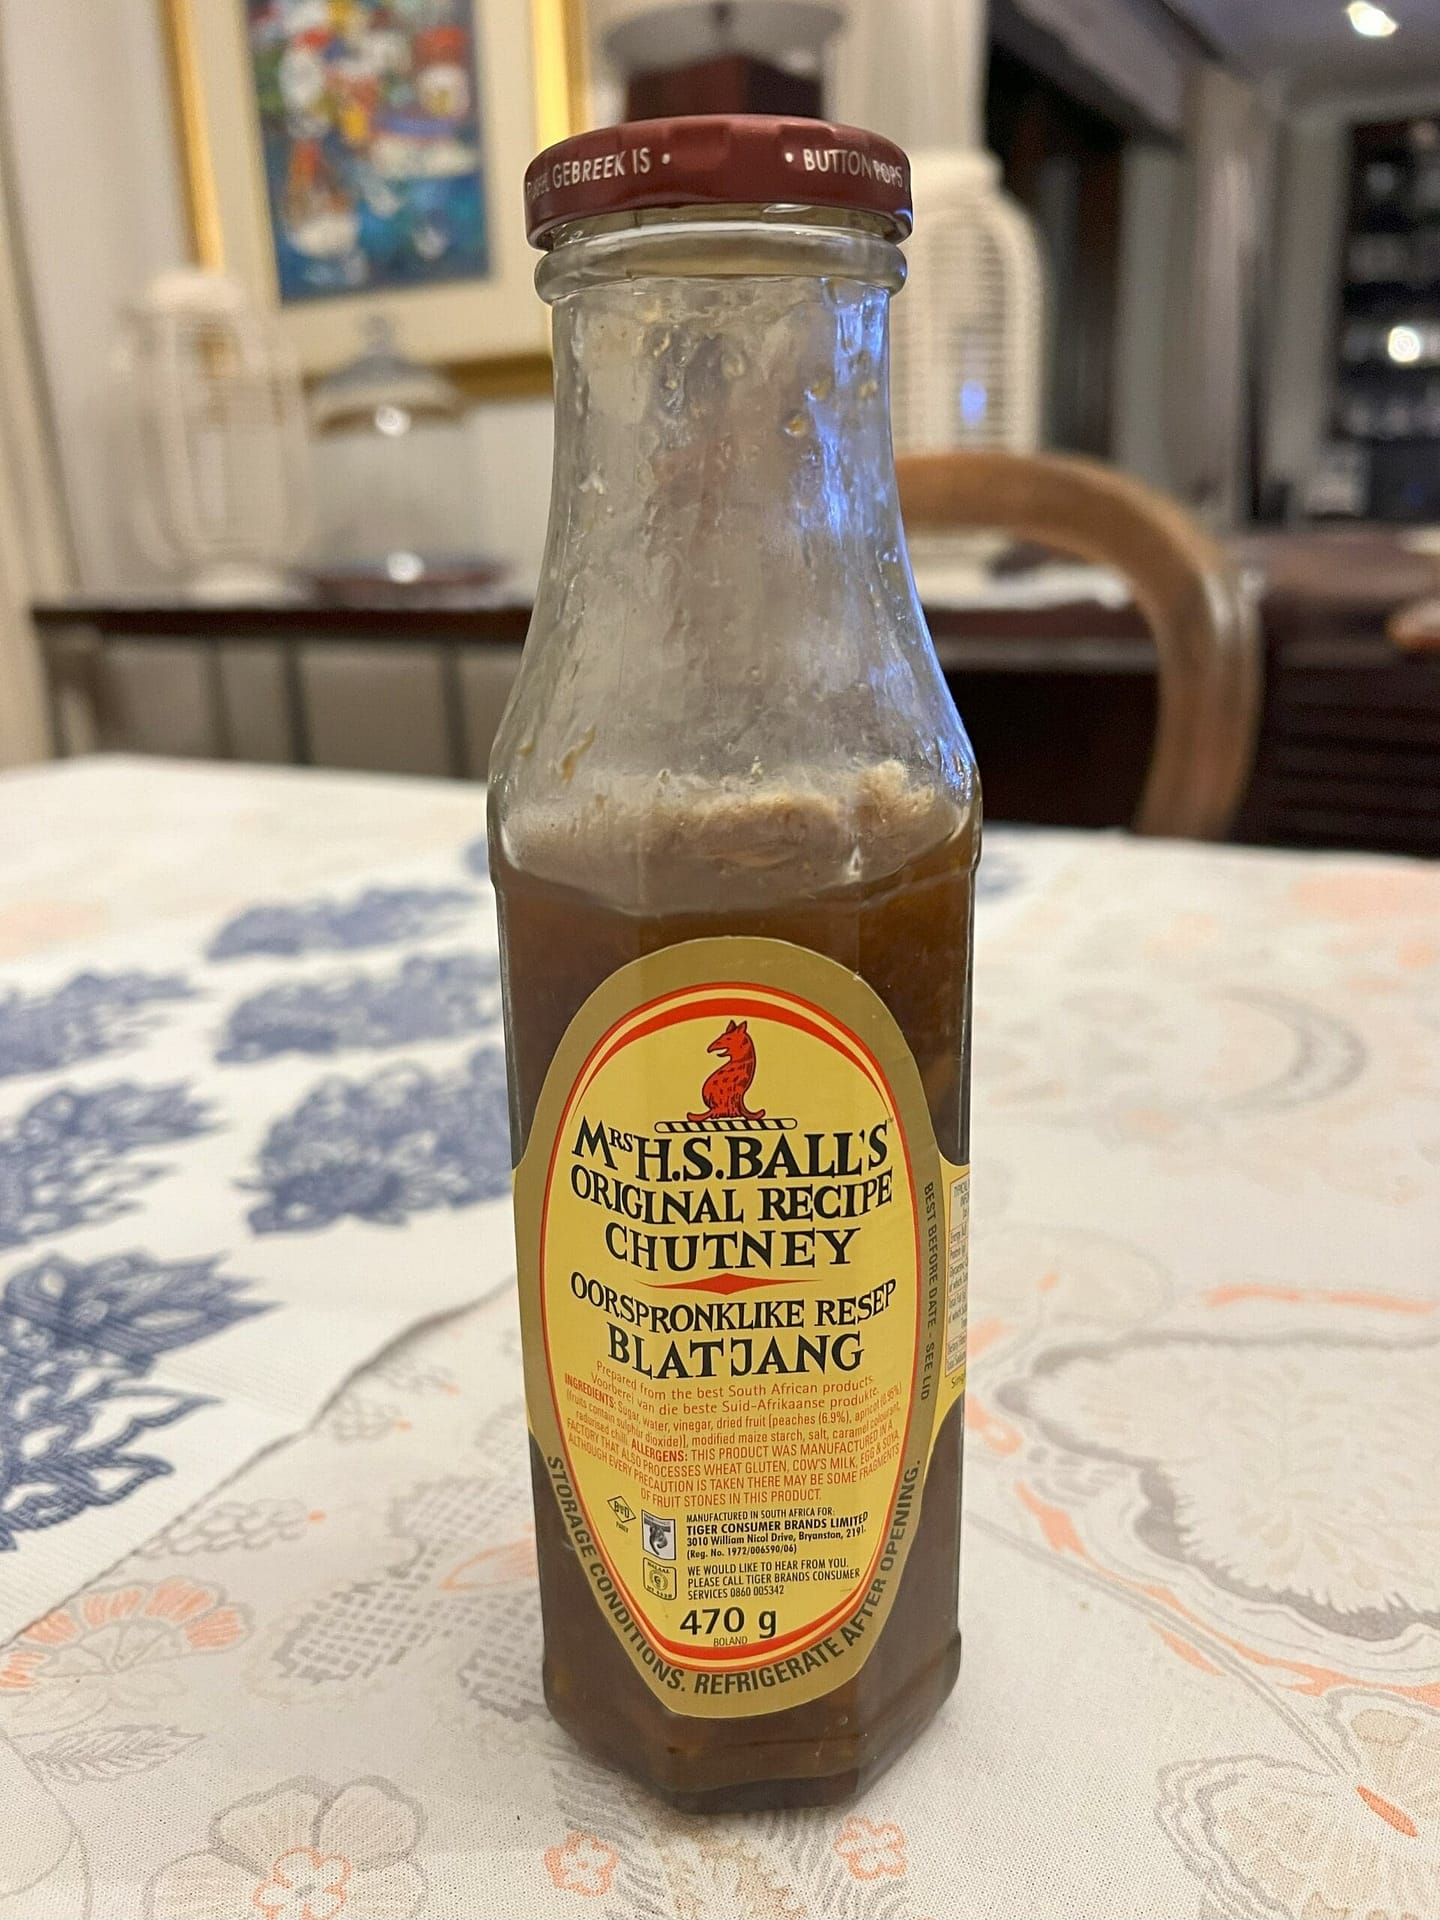 GEBREEK IS • • BUTTON POPS
MRS H.S. BALL'S™
ORIGINAL RECIPE
CHUTNEY
OORSPRONKLIKE RESEP
BLATJANG
Prepared from the best South African products.
Voorberei van die beste Suid-Afrikaanse produkte.
INGREDIENTS: Sugar, water, vinegar, dried fruit [peaches (6.9%), apricot (0.96%)
(fruits contain sulphur dioxide)], modified maize starch, salt, caramel colourant,
radurised chilli. ALLERGENS: THIS PRODUCT WAS MANUFACTURED IN A
FACTORY THAT ALSO PROCESSES WHEAT GLUTEN, COW'S MILK, EGG & SOYA.
ALTHOUGH EVERY PRECAUTION IS TAKEN THERE MAY BE SOME FRAGMENTS
OF FRUIT STONES IN THIS PRODUCT.
MANUFACTURED IN SOUTH AFRICA FOR:
TIGER CONSUMER BRANDS LIMITED
3010 William Nicol Drive, Bryanston, 2191.
(Reg. No. 1972/006590/06)
WE WOULD LIKE TO HEAR FROM YOU.
PLEASE CALL TIGER BRANDS CONSUMER
SERVICES 0860 005342
470 g
BOLAND
STORAGE CONDITIONS. REFRIGERATE AFTER OPENING.
BEST BEFORE DATE - SEE LID